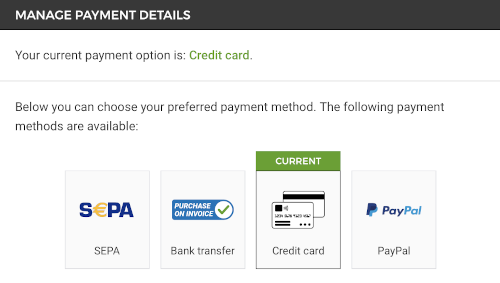 MANAGE PAYMENT DETAILS
Your current payment option is: Credit card.
Below you can choose your preferred payment method. The following payment
methods are available:
CURRENT
S€PA
PURCHASE
ON INVOICE
PayPal
SEPA
Bank transfer
Credit card
PayPal